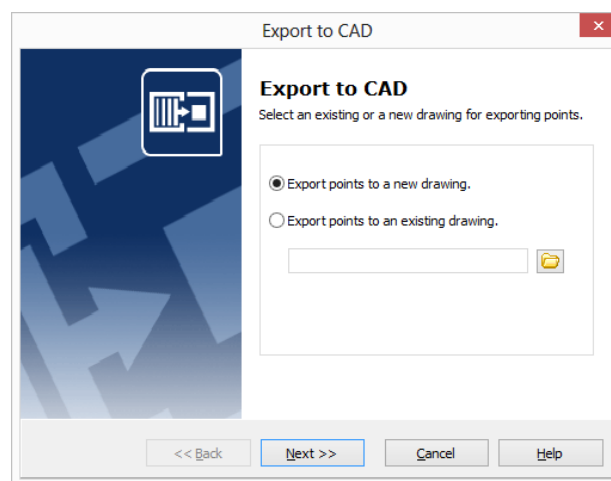 Export to CAD
Export to CAD
Select an existing or a new drawing for exporting points.
Export points to a new drawing.
Export points to an existing drawing.
<< Back Next >> Cancel Help